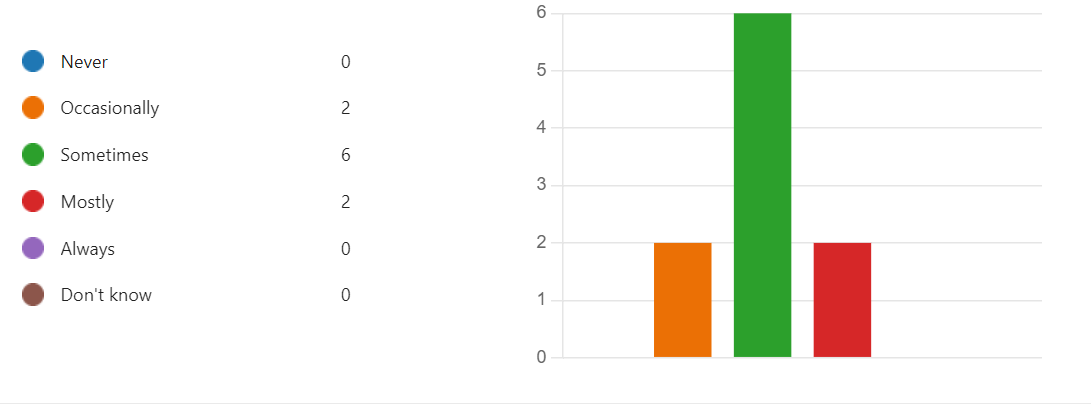 Never 0
Occasionally 2
Sometimes 6
Mostly 2
Always 0
Don't know 0
6
5
4
3
2
1
0